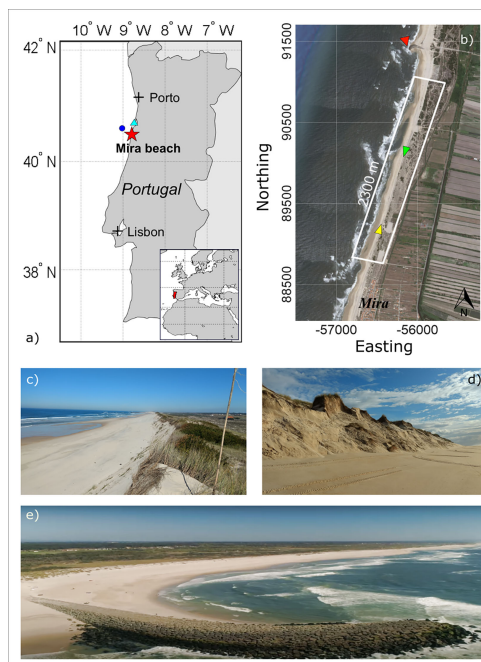 10° W 9° W 8° W 7° W
42° N
40° N
38° N
Porto
Mira beach
Portugal
Lisbon
a)
b)
91500
90500
89500
88500
Northing
2300 m
Mira
N
-57000 -56000
Easting
c)
d)
e)